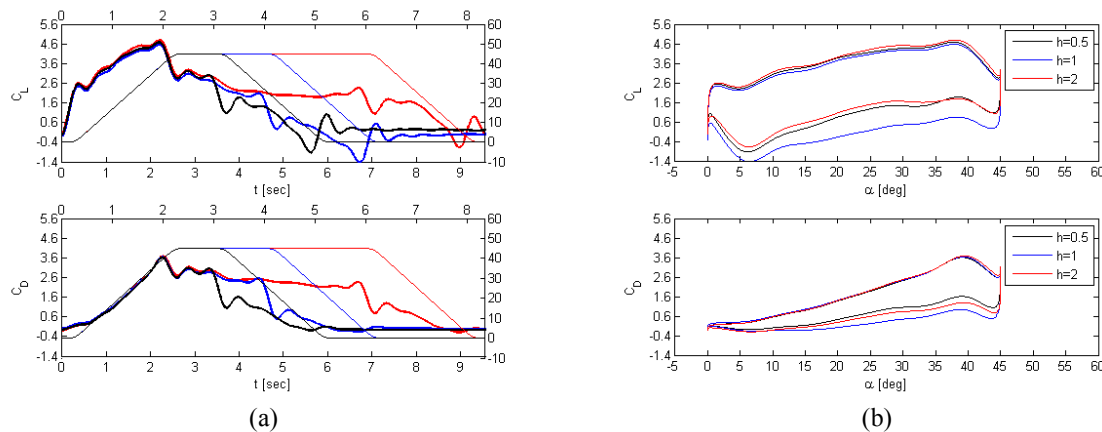 0 1 2 3 4 5 6 7 8
5.6 4.6 3.6 2.6 1.6 0.6 -0.4 -1.4
C_L
60 50 40 30 20 10 0 -10
0 1 2 3 4 5 6 7 8 9
t [sec]
0 1 2 3 4 5 6 7 8
5.6 4.6 3.6 2.6 1.6 0.6 -0.4 -1.4
C_D
60 50 40 30 20 10 0 -10
0 1 2 3 4 5 6 7 8 9
t [sec]
(a)
5.6 4.6 3.6 2.6 1.6 0.6 -0.4 -1.4
C_L
h=0.5
h=1
h=2
-5 0 5 10 15 20 25 30 35 40 45 50 55 60
α [deg]
5.6 4.6 3.6 2.6 1.6 0.6 -0.4 -1.4
C_D
h=0.5
h=1
h=2
-5 0 5 10 15 20 25 30 35 40 45 50 55 60
α [deg]
(b)